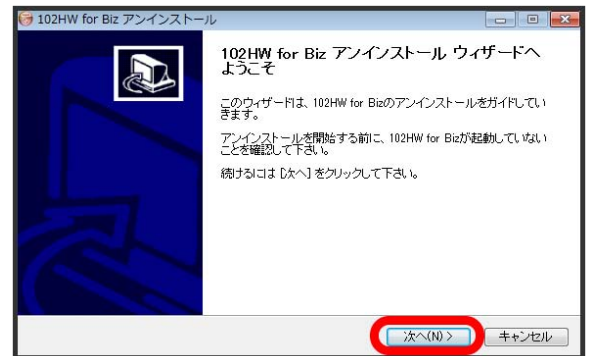 102HW for Biz アンインストール
102HW for Biz アンインストール ウィザードへ
ようこそ
このウィザードは、102HW for Bizのアンインストールをガイドしてい
きます。
アンインストールを開始する前に、102HW for Bizが起動していない
ことを確認して下さい。
続けるには [次へ] をクリックして下さい。
次へ(N) >
キャンセル